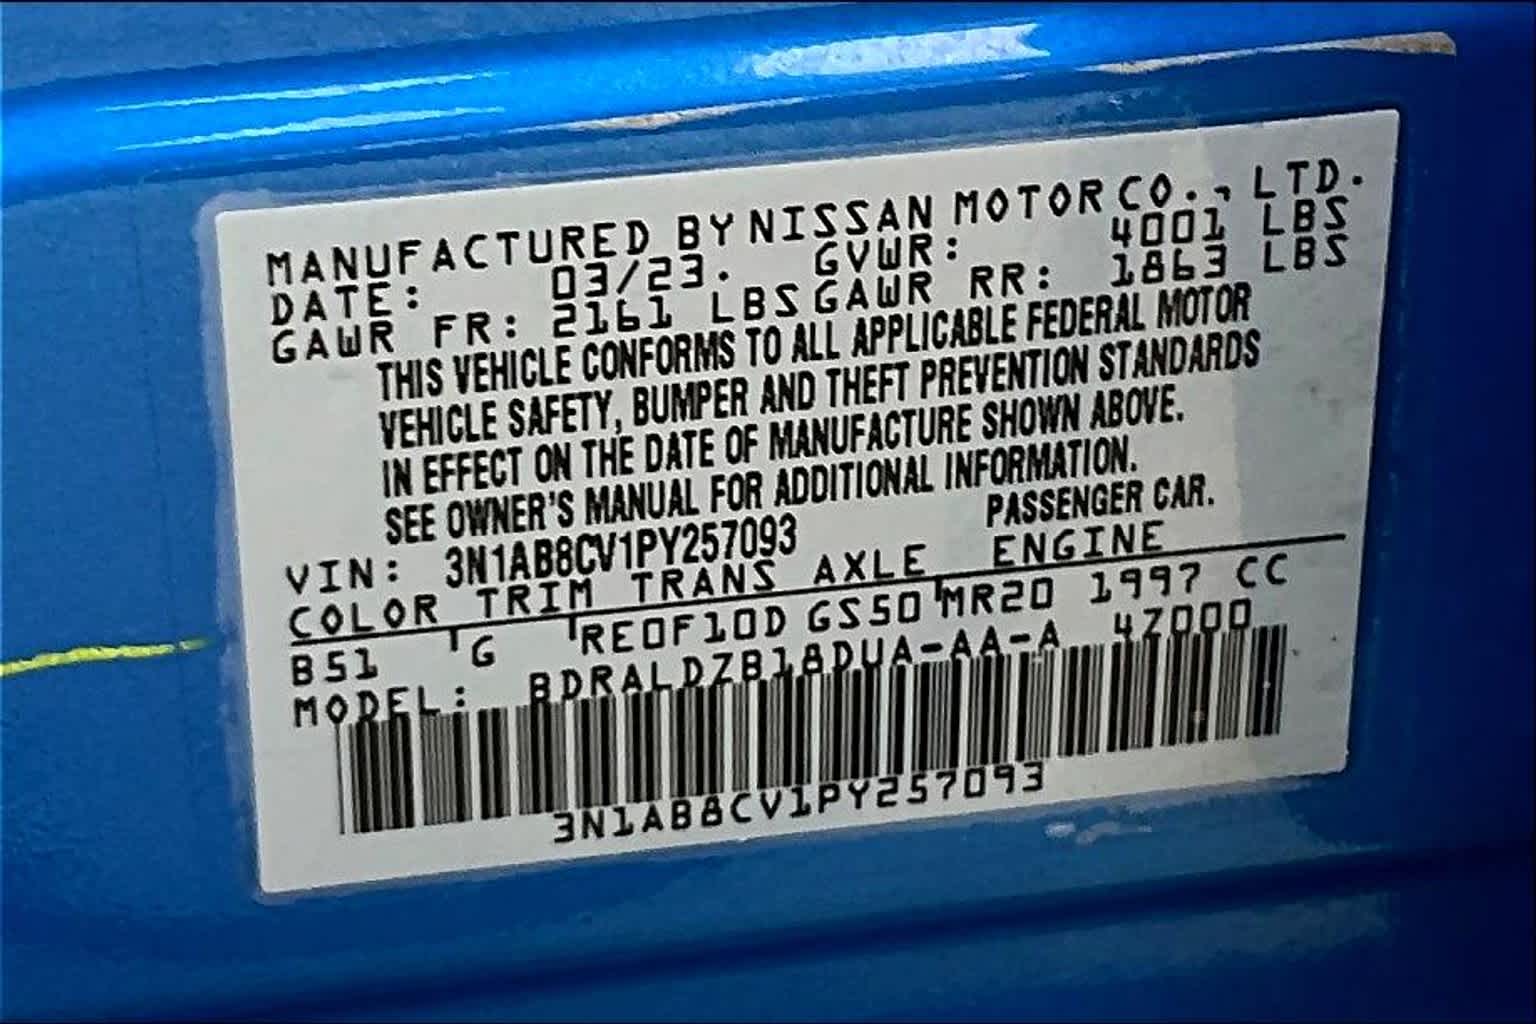 MANUFACTURED BY NISSAN MOTOR CO., LTD.
DATE: 03/23. GVWR: 4001 LBS
GAWR FR: 2161 LBS GAWR RR: 1863 LBS
THIS VEHICLE CONFORMS TO ALL APPLICABLE FEDERAL MOTOR
VEHICLE SAFETY, BUMPER AND THEFT PREVENTION STANDARDS
IN EFFECT ON THE DATE OF MANUFACTURE SHOWN ABOVE.
SEE OWNER'S MANUAL FOR ADDITIONAL INFORMATION.
VIN: 3N1AB8CV1PY257093 PASSENGER CAR.
COLOR TRIM TRANS AXLE ENGINE
B51 G RE0F10D GS50 MR20 1997 CC
MODEL: BDRALDZB18DUA-AA-A 4Z000
3N1AB8CV1PY257093